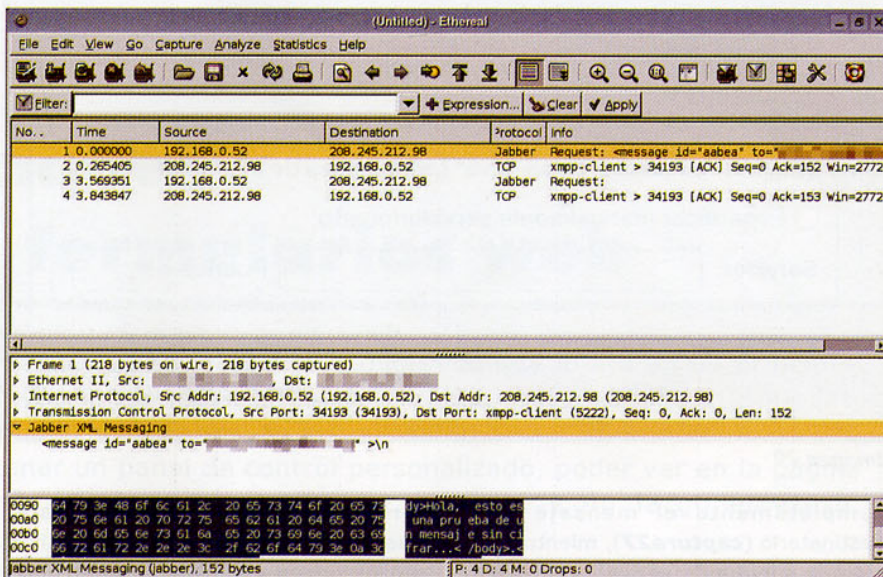 (Untitled) - Ethereal
File Edit View Go Capture Analyze Statistics Help
Filter: Expression... Clear Apply
No. . Time Source Destination Protocol Info
1 0.000000 192.168.0.52 208.245.212.98 Jabber Request: <message id="aabea" to="
2 0.265405 208.245.212.98 192.168.0.52 TCP xmpp-client > 34193 [ACK] Seq=0 Ack=152 Win=2772
3 3.569351 192.168.0.52 208.245.212.98 Jabber Request:
4 3.843847 208.245.212.98 192.168.0.52 TCP xmpp-client > 34193 [ACK] Seq=0 Ack=153 Win=2772
Frame 1 (218 bytes on wire, 218 bytes captured)
Ethernet II, Src: , Dst:
Internet Protocol, Src Addr: 192.168.0.52 (192.168.0.52), Dst Addr: 208.245.212.98 (208.245.212.98)
Transmission Control Protocol, Src Port: 34193 (34193), Dst Port: xmpp-client (5222), Seq: 0, Ack: 0, Len: 152
Jabber XML Messaging
<message id="aabea" to=" " >\n
0090 64 79 3e 48 6f 6c 61 2c 20 65 73 74 6f 20 65 73 dy>Hola, esto es
00a0 20 75 6e 61 20 70 72 75 65 62 61 20 64 65 20 75 una pru eba de
00b0 6e 20 6d 65 6e 73 61 6a 65 20 73 69 6e 20 63 69 n mensaj e sin ci
00c0 66 72 61 72 2e 2e 2e 3c 2f 62 6f 64 79 3e 0a 3c frar...< /body>.<
Jabber XML Messaging (jabber), 152 bytes P: 4 D: 4 M: 0 Drops: 0